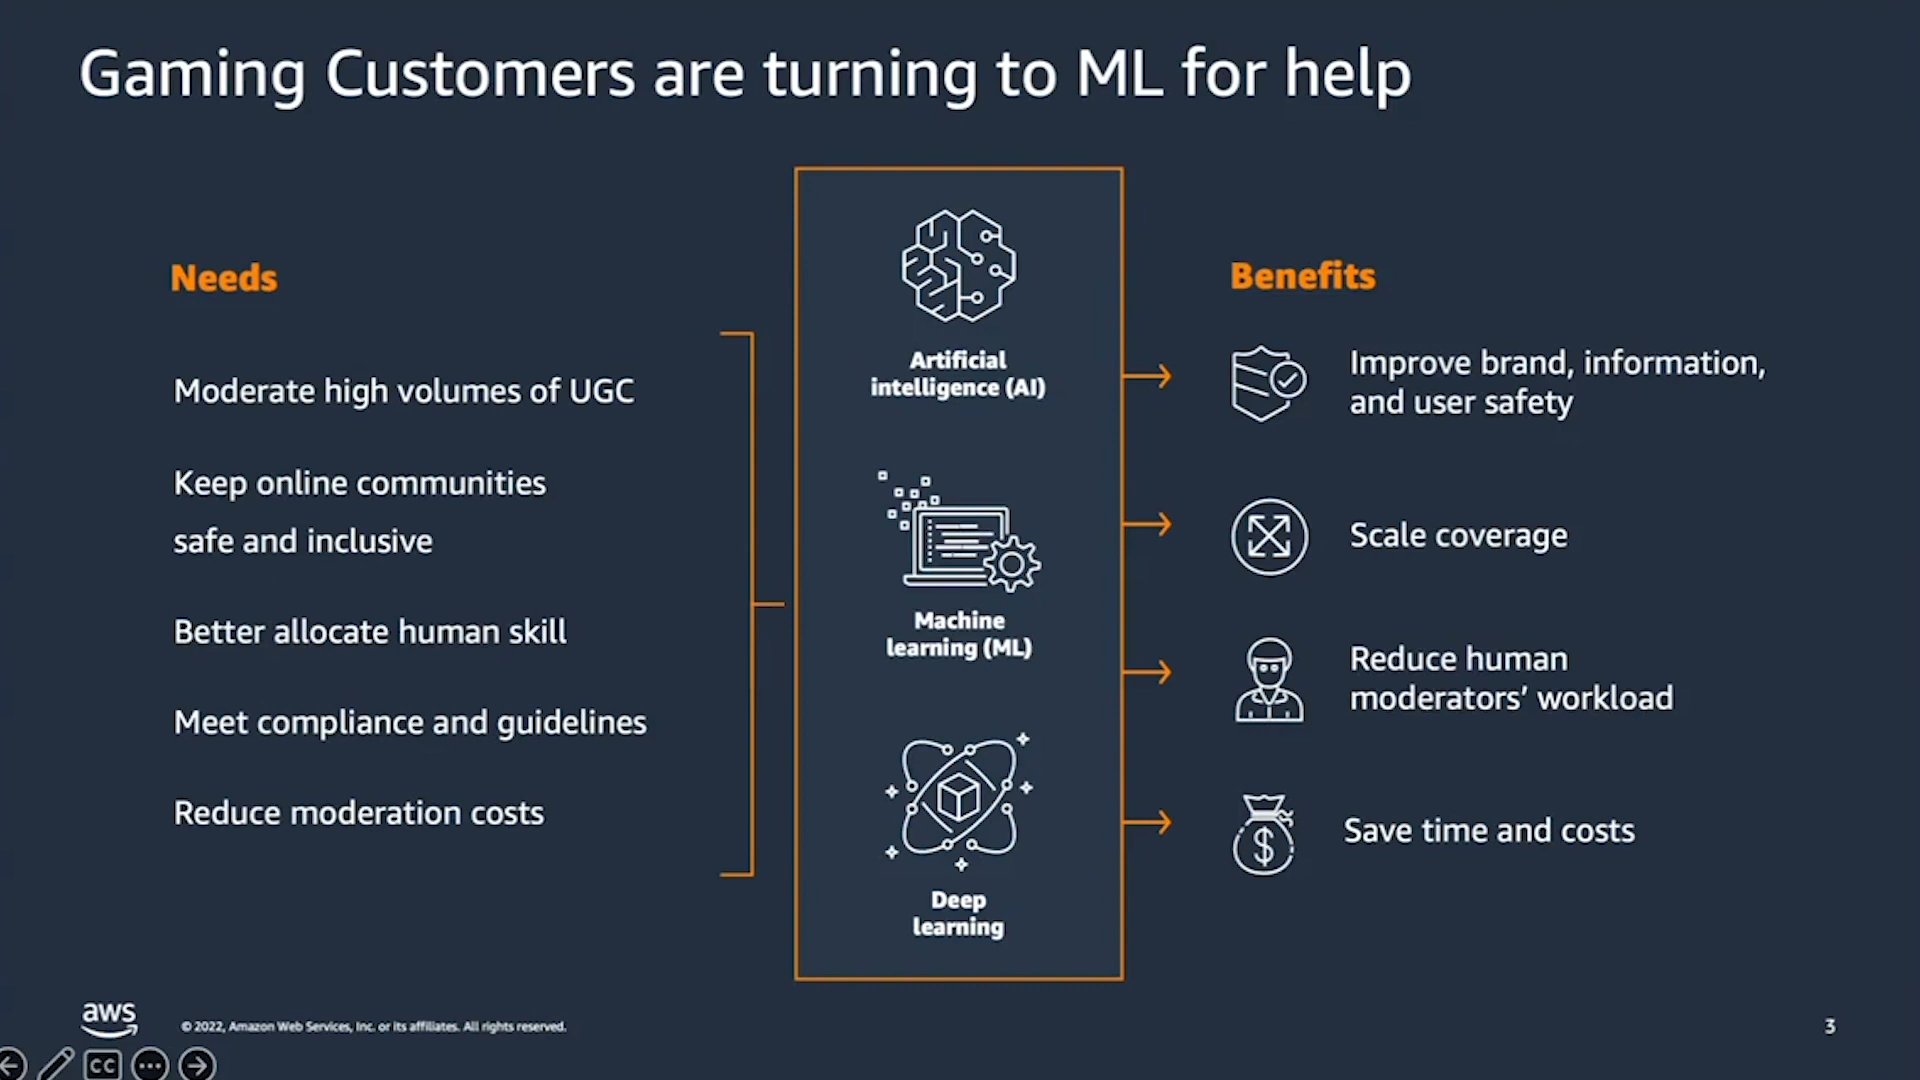 Gaming Customers are turning to ML for help
Needs
Moderate high volumes of UGC
Keep online communities
safe and inclusive
Better allocate human skill
Meet compliance and guidelines
Reduce moderation costs
Artificial
intelligence (AI)
Machine
learning (ML)
Deep
learning
Benefits
Improve brand, information,
and user safety
Scale coverage
Reduce human
moderators’ workload
$
Save time and costs
aws
© 2022, Amazon Web Services, Inc. or its affiliates. All rights reserved.
3
CC